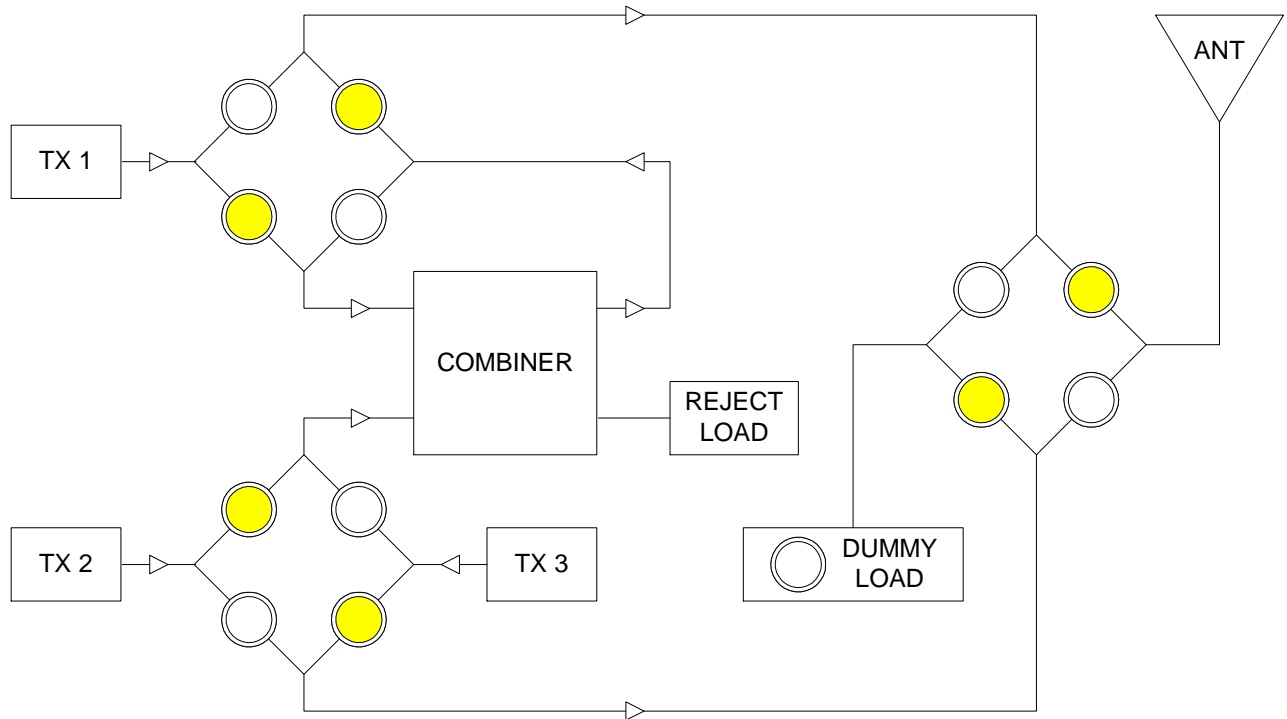 ANT
TX 1
COMBINER
REJECT
LOAD
TX 2
TX 3
DUMMY
LOAD